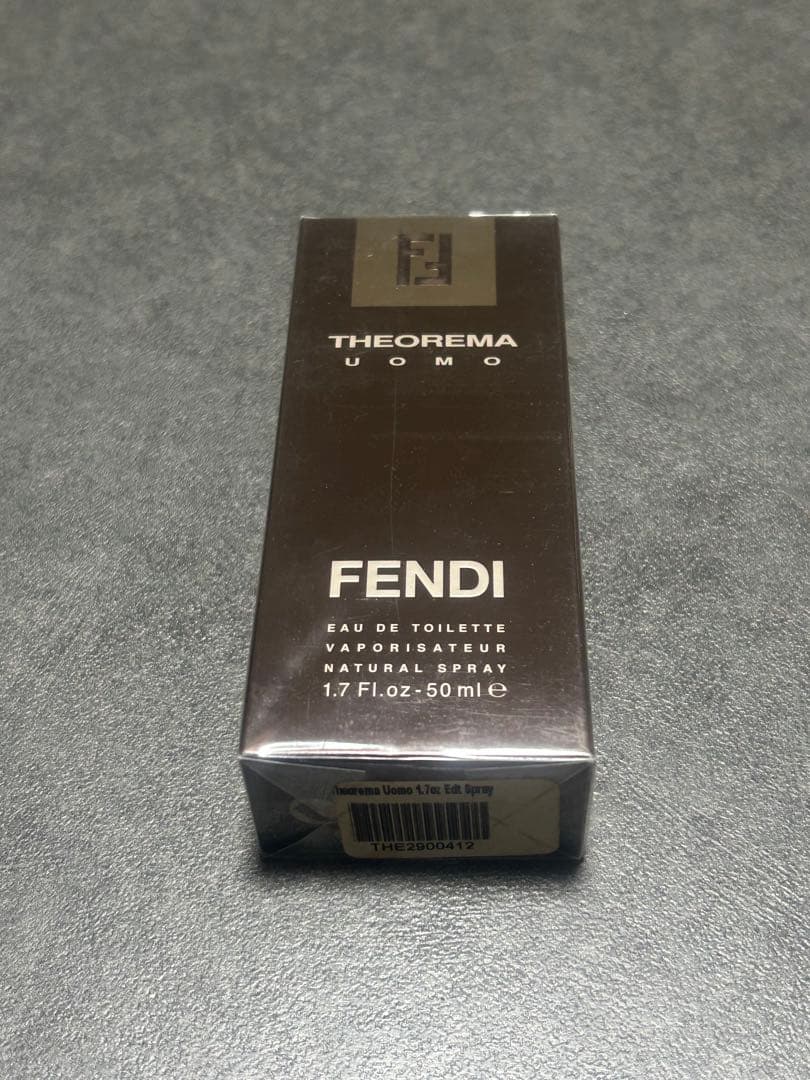 THEOREMA
UOMO
FENDI
EAU DE TOILETTE
VAPORISATEUR
NATURAL SPRAY
1.7 Fl.oz - 50 ml ℮
Theorema Uomo 1.7oz Edt Spray
THE2900412